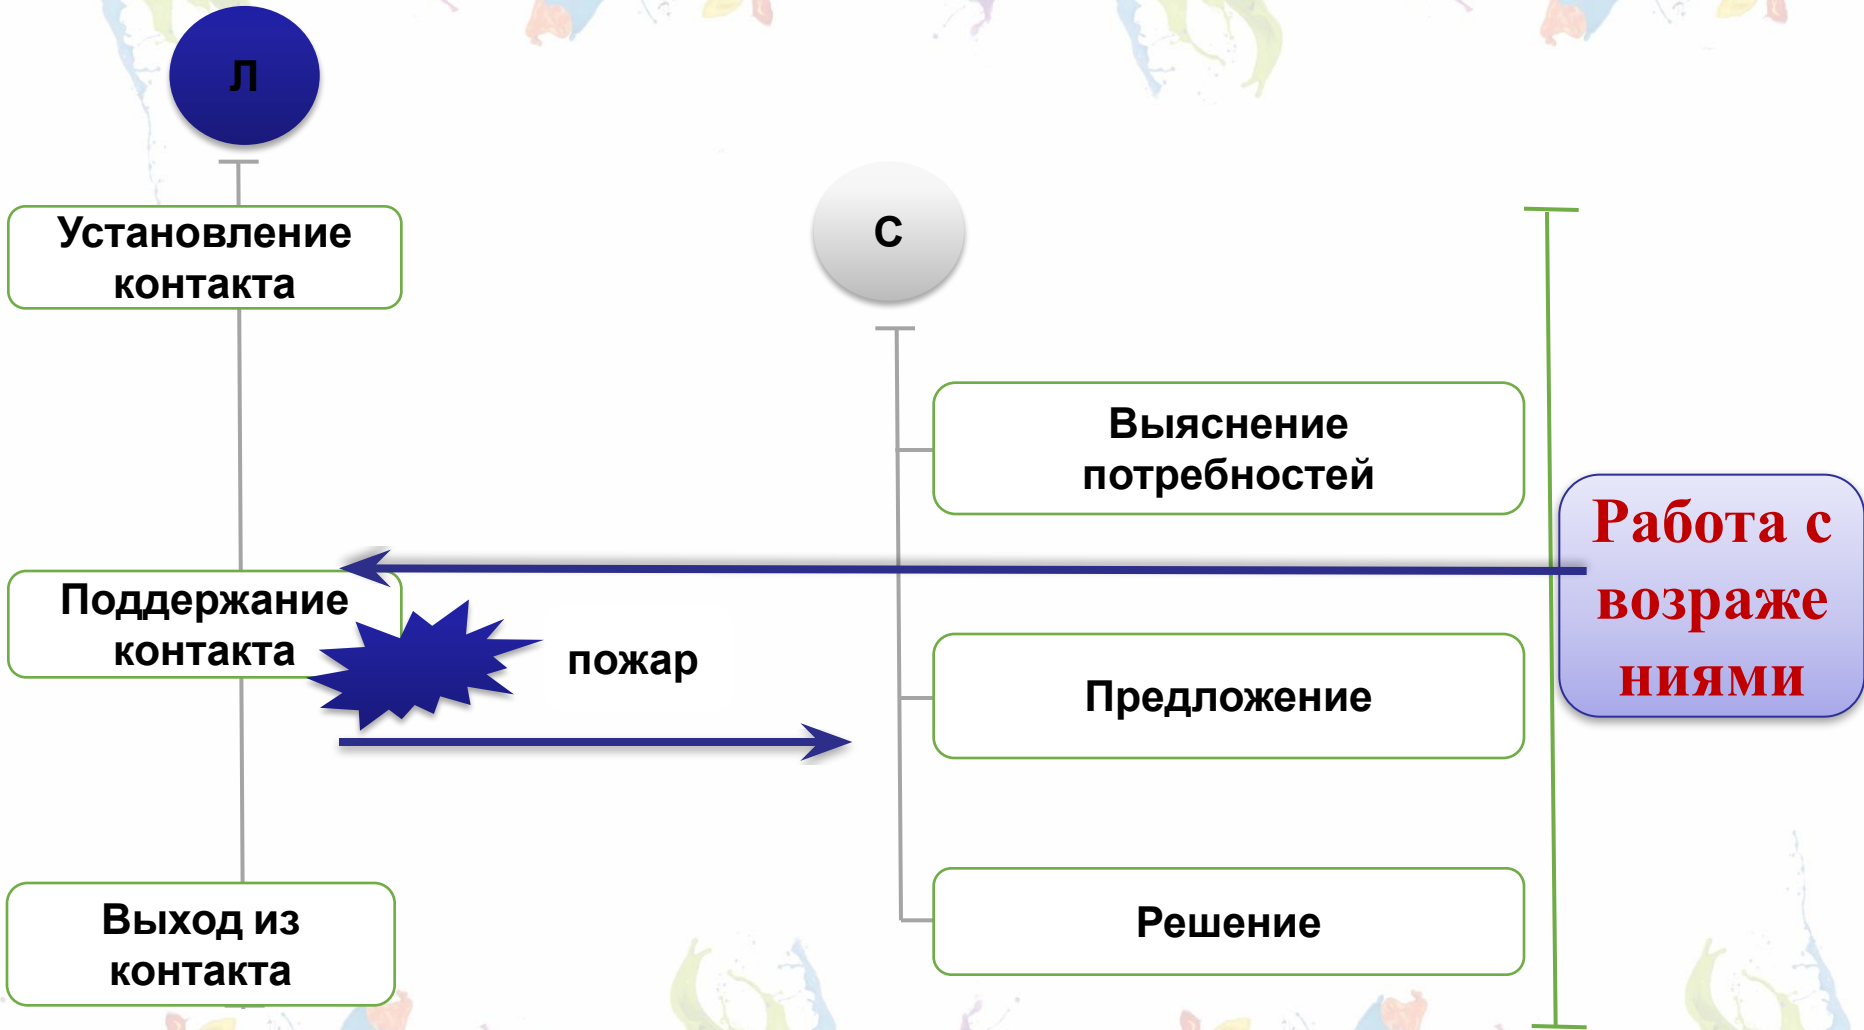 Л
Установление
контакта
С
Выяснение
потребностей
Работа с
возраже
ниями
Поддержание
контакта
пожар
Предложение
Выход из
контакта
Решение